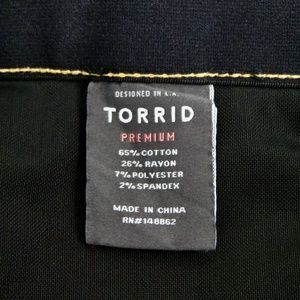 DESIGNED IN L.A.
TORRID
PREMIUM
65% COTTON
26% RAYON
7% POLYESTER
2% SPANDEX
MADE IN CHINA
RN#148862